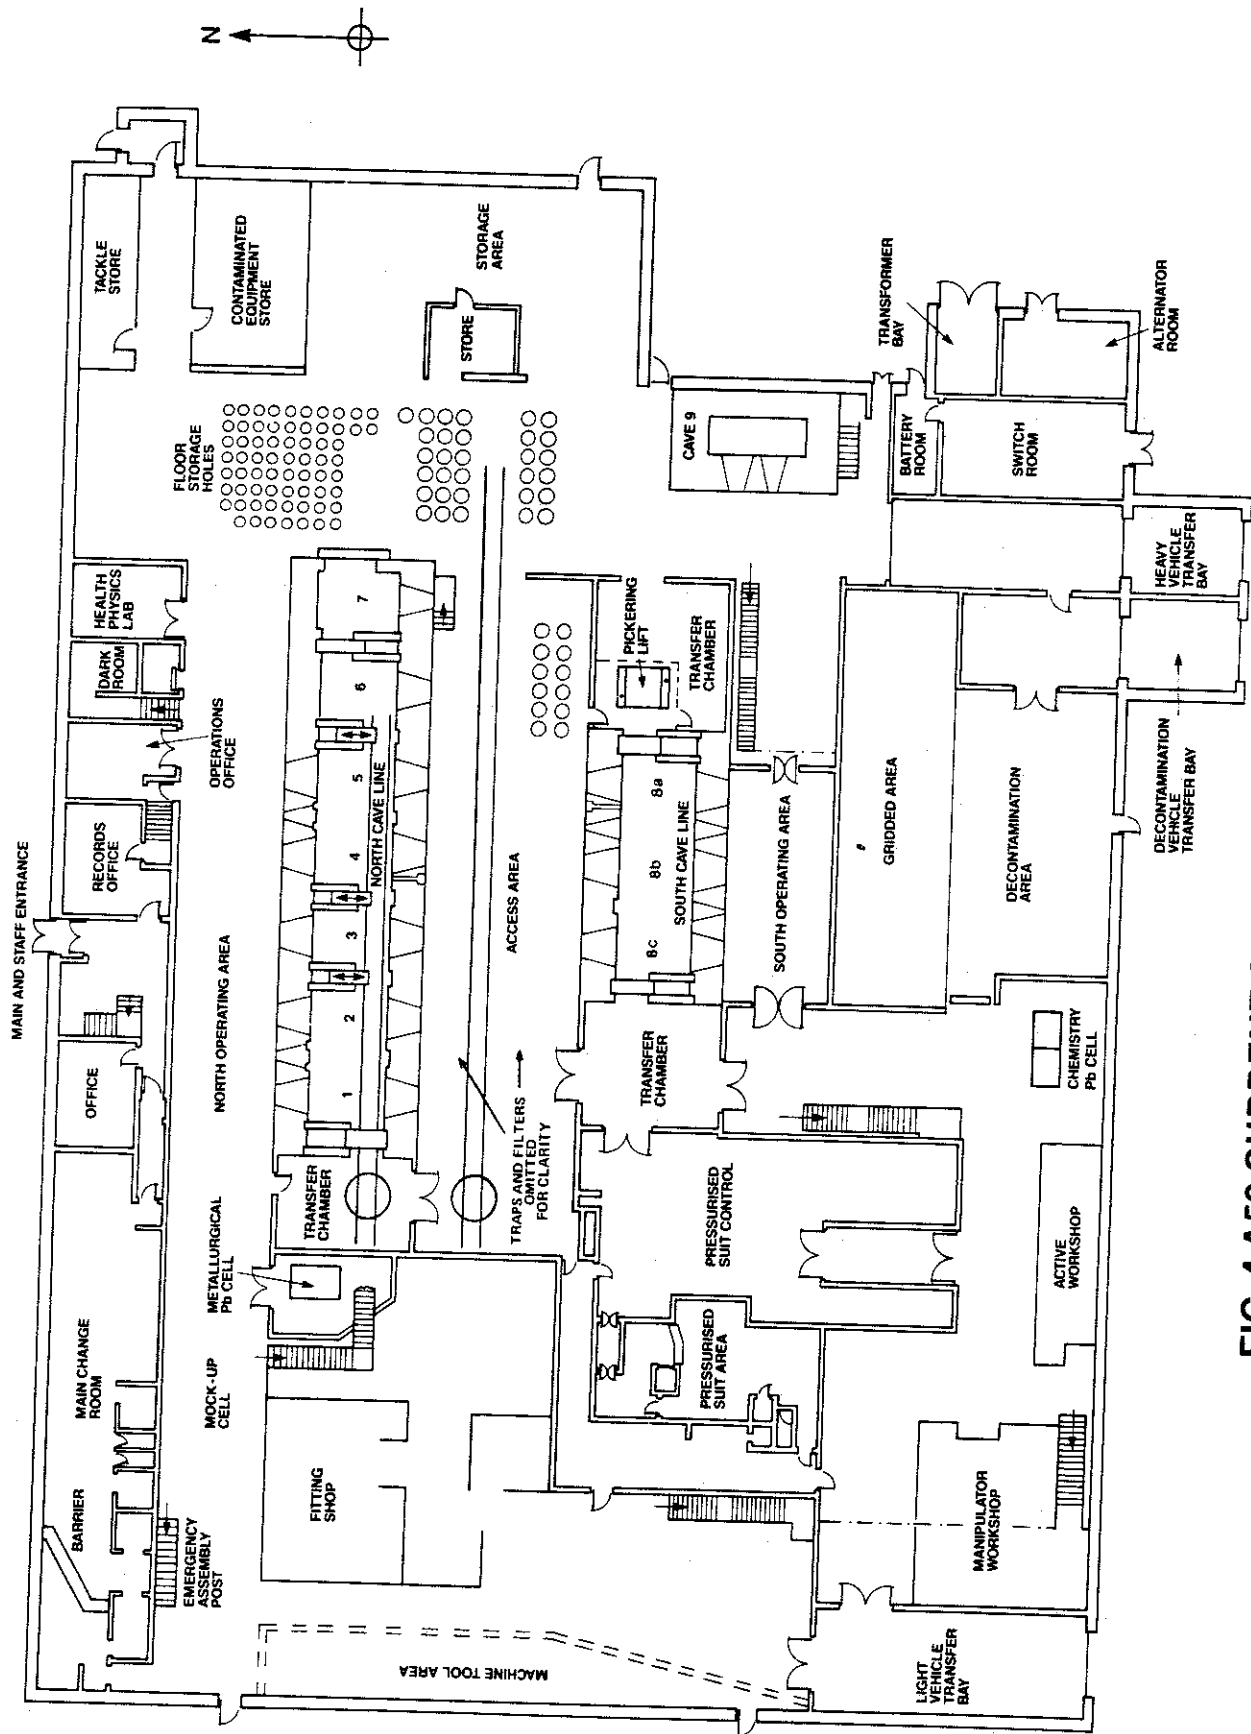 N
MAIN AND STAFF ENTRANCE
BARRIER
MAIN CHANGE
ROOM
OFFICE
RECORDS
OFFICE
DARK
ROOM
HEALTH
PHYSICS
LAB
TACKLE
STORE
EMERGENCY
ASSEMBLY
POST
MOCK-UP
CELL
METALLURGICAL
Pb CELL
NORTH OPERATING AREA
OPERATIONS
OFFICE
FLOOR
STORAGE
HOLES
CONTAMINATED
EQUIPMENT
STORE
FITTING
SHOP
TRANSFER
CHAMBER
1
2
3
4
5
6
7
NORTH CAVE LINE
MACHINE TOOL AREA
TRAPS AND FILTERS
OMITTED
FOR CLARITY
ACCESS AREA
STORE
STORAGE
AREA
PRESSURISED
SUIT AREA
PRESSURISED
SUIT CONTROL
TRANSFER
CHAMBER
8c
8b
8a
SOUTH CAVE LINE
PICKERING
LIFT
TRANSFER
CHAMBER
CAVE 9
SOUTH OPERATING AREA
GRIDDED AREA
BATTERY
ROOM
TRANSFORMER
BAY
LIGHT
VEHICLE
TRANSFER
BAY
MANIPULATOR
WORKSHOP
ACTIVE
WORKSHOP
CHEMISTRY
Pb CELL
DECONTAMINATION
AREA
SWITCH
ROOM
ALTERNATOR
ROOM
DECONTAMINATION
VEHICLE
TRANSFER BAY
HEAVY
VEHICLE
TRANSFER
BAY
FIG. 4 A59 CURRENT